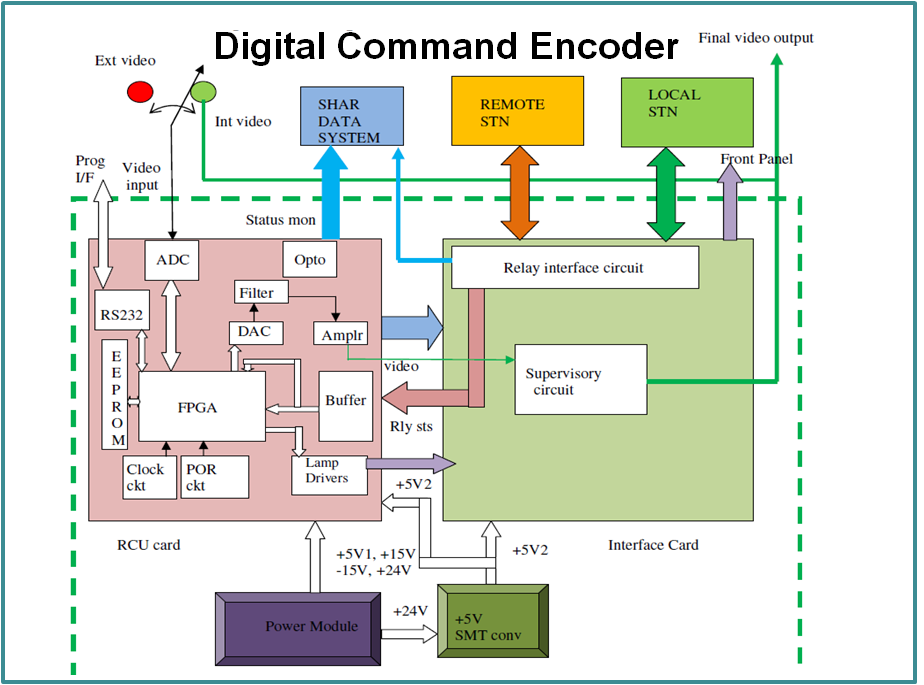 Digital Command Encoder
Final video output
Ext video
Int video
SHAR
DATA
SYSTEM
REMOTE
STN
LOCAL
STN
Front Panel
Prog
I/F
Video
input
Status mon
ADC
Opto
Relay interface circuit
Filter
RS232
DAC
Amplr
E
E
P
R
O
M
video
Supervisory
circuit
FPGA
Buffer
Rly sts
Clock
ckt
POR
ckt
Lamp
Drivers
+5V2
RCU card
+5V1, +15V
-15V, +24V
+5V2
Interface Card
Power Module
+24V
+5V
SMT conv